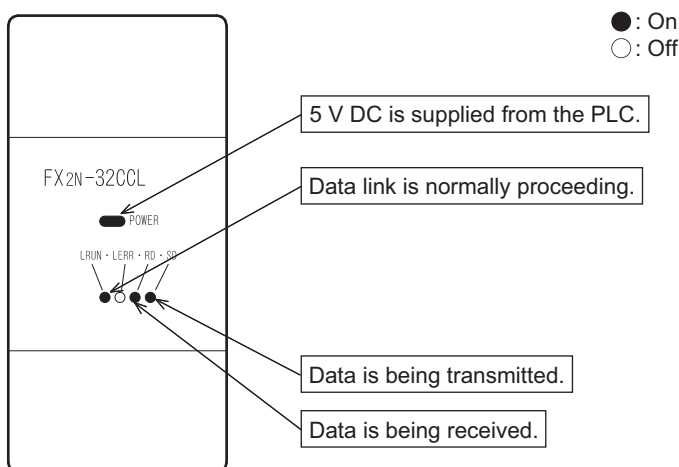 ●: On
○: Off
5 V DC is supplied from the PLC.
FX2N-32CCL
Data link is normally proceeding.
POWER
LRUN・LERR・RD・SD
Data is being transmitted.
Data is being received.